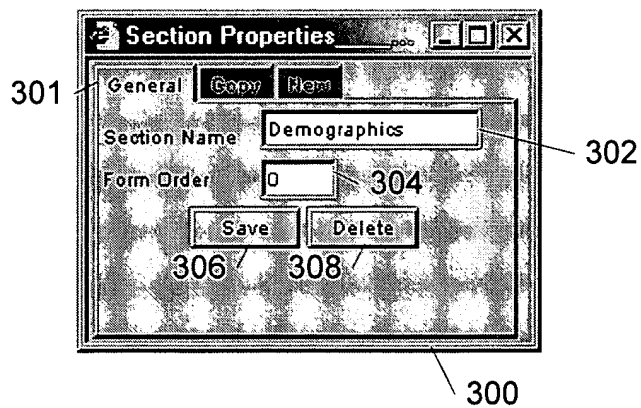 Section Properties
301
General Copy New
Section Name Demographics
302
Form Order 0 304
Save Delete
306 308
300